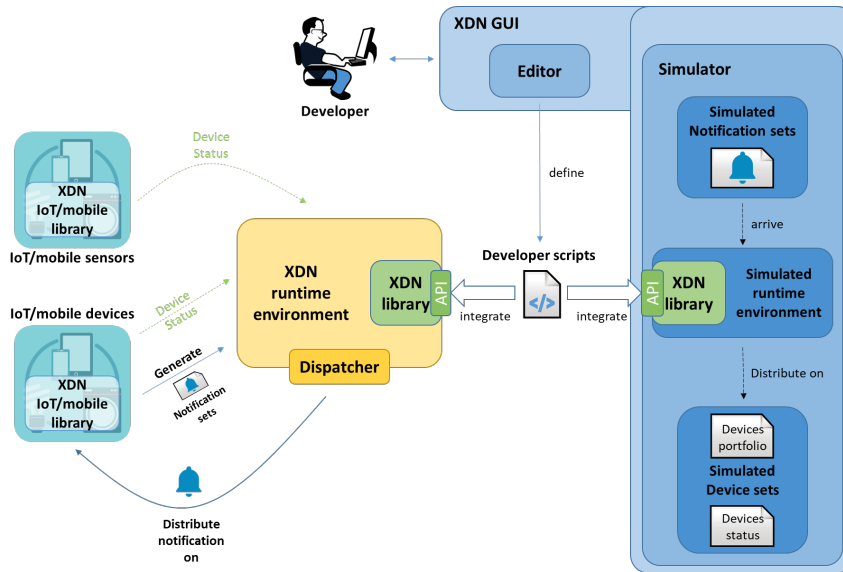 XDN GUI
Editor
Developer
Simulator
Simulated
Notification sets
Device
Status
define
arrive
XDN
IoT/mobile
library
IoT/mobile sensors
Developer scripts
XDN
runtime
environment
XDN
library
API
</>
integrate
integrate
API
XDN
library
Simulated
runtime
environment
IoT/mobile devices
Device
Status
XDN
IoT/mobile
library
Generate
Notification
sets
Dispatcher
Distribute on
Devices
portfolio
Simulated
Device sets
Devices
status
Distribute
notification
on